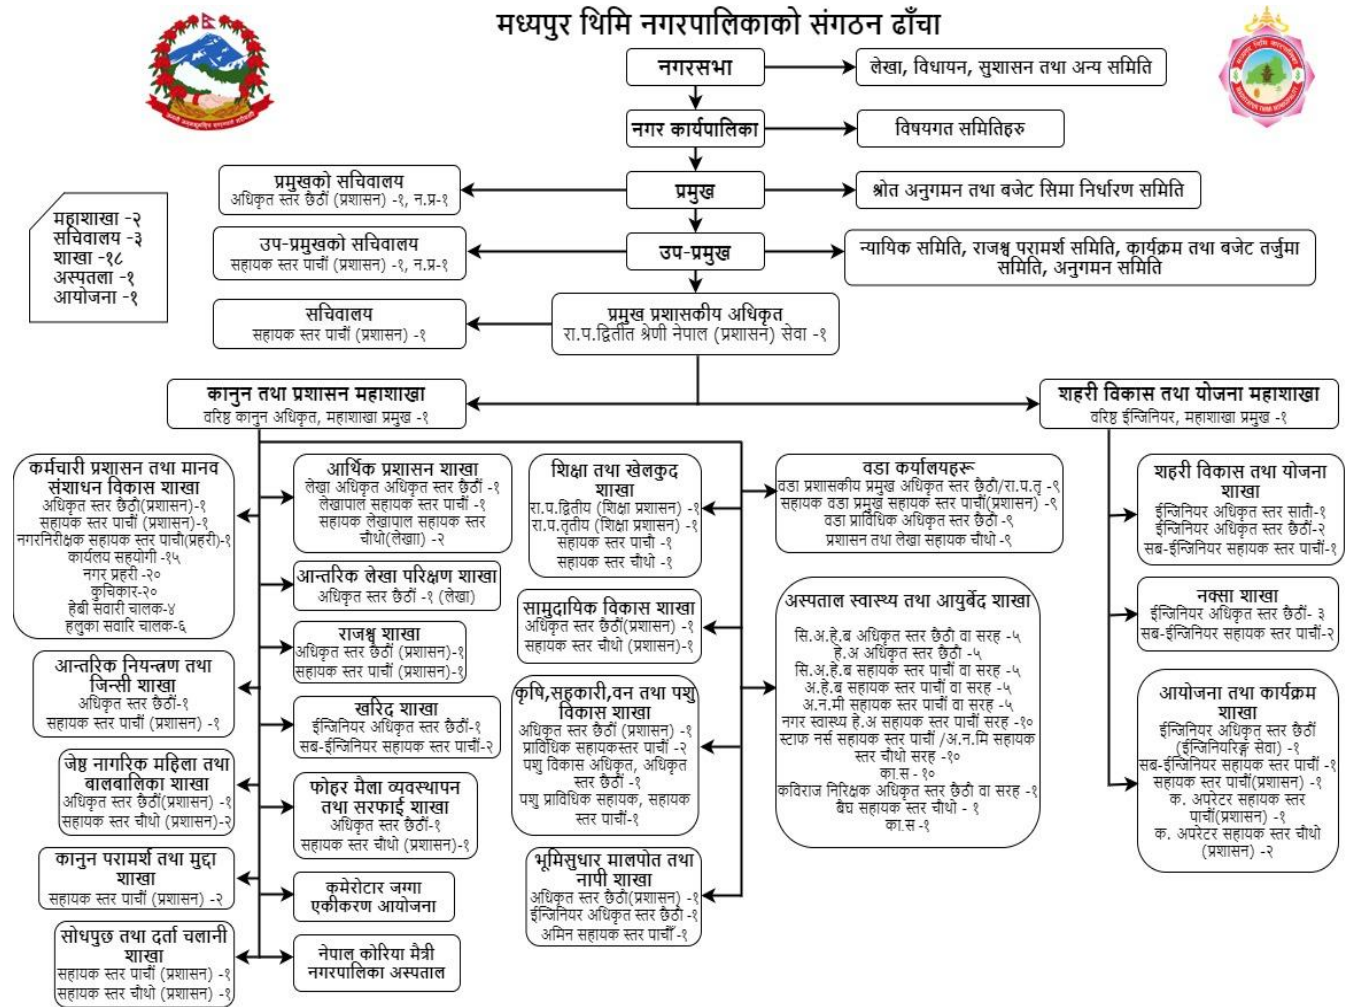 मध्यपुर थिमि नगरपालिकाको संगठन ढाँचा
नगरसभा
लेखा, विधायन, सुशासन तथा अन्य समिति
नगर कार्यपालिका
विषयगत समितिहरु
प्रमुखको सचिवालय
अधिकृत स्तर छैठौं (प्रशासन) -१, न.प्र-१
प्रमुख
श्रोत अनुगमन तथा बजेट सिमा निर्धारण समिति
महाशाखा -२
सचिवालय -३
शाखा -१८
अस्पतला -१
आयोजना -१
उप-प्रमुखको सचिवालय
सहायक स्तर पाचौं (प्रशासन) -१, न.प्र-१
उप-प्रमुख
न्यायिक समिति, राजश्व परामर्श समिति, कार्यक्रम तथा बजेट तर्जुमा
समिति, अनुगमन समिति
सचिवालय
सहायक स्तर पाचौं (प्रशासन) -१
प्रमुख प्रशासकीय अधिकृत
रा.प.द्वितीत श्रेणी नेपाल (प्रशासन) सेवा -१
कानुन तथा प्रशासन महाशाखा
वरिष्ठ कानुन अधिकृत, महाशाखा प्रमुख -१
शहरी विकास तथा योजना महाशाखा
वरिष्ठ ईन्जिनियर, महाशाखा प्रमुख -१
कर्मचारी प्रशासन तथा मानव
संशाधन विकास शाखा
अधिकृत स्तर छैठौं(प्रशासन)-१
सहायक स्तर पाचौं (प्रशासन)-१
नगरनिरीक्षक सहायक स्तर पाचौ(प्रहरी)-१
कार्यलय सहयोगी -१५
नगर प्रहरी -२०
कुचिकार-२०
हेबी सवारी चालक-४
हलुका सवारि चालक-६
आन्तरिक नियन्त्रण तथा
जिन्सी शाखा
अधिकृत स्तर छैठौं-१
सहायक स्तर पाचौं (प्रशासन) -१
जेष्ठ नागरिक महिला तथा
बालबालिका शाखा
अधिकृत स्तर छैठौं(प्रशासन) -१
सहायक स्तर चौथो (प्रशासन)-२
कानुन परामर्श तथा मुद्दा
शाखा
सहायक स्तर पाचौं (प्रशासन) -२
सोधपुछ तथा दर्ता चलानी
शाखा
सहायक स्तर पाचौं (प्रशासन) -१
सहायक स्तर चौथो (प्रशासन) -१
आर्थिक प्रशासन शाखा
लेखा अधिकृत अधिकृत स्तर छैठौं -१
लेखापाल सहायक स्तर पाचौं -१
सहायक लेखापाल सहायक स्तर
चौथो(लेखाा) -२
आन्तरिक लेखा परिक्षण शाखा
अधिकृत स्तर छैठौं -१ (लेखा)
राजश्व शाखा
अधिकृत स्तर छैठौं (प्रशासन)-१
सहायक स्तर पाचौं (प्रशासन)-१
खरिद शाखा
ईन्जिनियर अधिकृत स्तर छैठौं-१
सब-ईन्जिनियर सहायक स्तर पाचौं-२
फोहर मैला व्यवस्थापन
तथा सरफाई शाखा
अधिकृत स्तर छैठौं-१
सहायक स्तर चौथो (प्रशासन)-१
कमेरोटार जग्गा
एकीकरण आयोजना
नेपाल कोरिया मैत्री
नगरपालिका अस्पताल
शिक्षा तथा खेलकुद
शाखा
रा.प.द्वितीय (शिक्षा प्रशासन) -१
रा.प.तृतीय (शिक्षा प्रशासन) -१
सहायक स्तर पाचौ -१
सहायक स्तर चौथो -१
सामुदायिक विकास शाखा
अधिकृत स्तर छैठौं(प्रशासन) -१
सहायक स्तर चौथो (प्रशासन)-१
कृषि,सहकारी,वन तथा पशु
विकास शाखा
अधिकृत स्तर छैठौं (प्रशासन) -१
प्राविधिक सहायकस्तर पाचौं -२
पशु विकास अधिकृत, अधिकृत
स्तर छैठौं -१
पशु प्राविधिक सहायक, सहायक
स्तर पाचौं-१
भूमिसुधार मालपोत तथा
नापी शाखा
अधिकृत स्तर छैठौ(प्रशासन) -१
ईन्जिनियर अधिकृत स्तर छैठौ -१
अमिन सहायक स्तर पाचौँ -१
वडा कर्यालयहरू
वडा प्रशासकीय प्रमुख अधिकृत स्तर छैठौ/रा.प.तृ -९
सहायक वडा प्रमुख सहायक स्तर पाचौं(प्रशासन) -९
वडा प्राविधिक अधिकृत स्तर छैठौ -९
प्रशासन तथा लेखा सहायक चौथो -९
अस्पताल स्वास्थ्य तथा आयुर्बेद शाखा
सि.अ.हे.ब अधिकृत स्तर छैठौ वा सरह -५
हे.अ अधिकृत स्तर छैठौ -५
सि.अ.हे.ब सहायक स्तर पाचौं वा सरह -५
अ.हे.ब सहायक स्तर पाचौं वा सरह -५
अ.न.मी सहायक स्तर पाचौं वा सरह -५
नगर स्वास्थ्य हे.अ सहायक स्तर पाचौं सरह -१०
स्टाफ नर्स सहायक स्तर पाचौं /अ.न.मि सहायक
स्तर चौथो सरह -१०
का.स - १०
कविराज निरिक्षक अधिकृत स्तर छैठौ वा सरह -१
बैघ सहायक स्तर चौथो - १
का.स -१
शहरी विकास तथा योजना
शाखा
ईन्जिनियर अधिकृत स्तर सातौ-१
ईन्जिनियर अधिकृत स्तर छैठौं-२
सब-ईन्जिनियर सहायक स्तर पाचौं-१
नक्सा शाखा
ईन्जिनियर अधिकृत स्तर छैठौं- ३
सब-ईन्जिनियर सहायक स्तर पाचौं-२
आयोजना तथा कार्यक्रम
शाखा
ईन्जिनियर अधिकृत स्तर छैठौं
(ईन्जिनियरिङ्ग सेवा) -१
सब-ईन्जिनियर सहायक स्तर पाचौं -१
सहायक स्तर पाचौं(प्रशासन) -१
क. अपरेटर सहायक स्तर
पाचौं(प्रशासन) -१
क. अपरेटर सहायक स्तर चौथो
(प्रशासन) -२